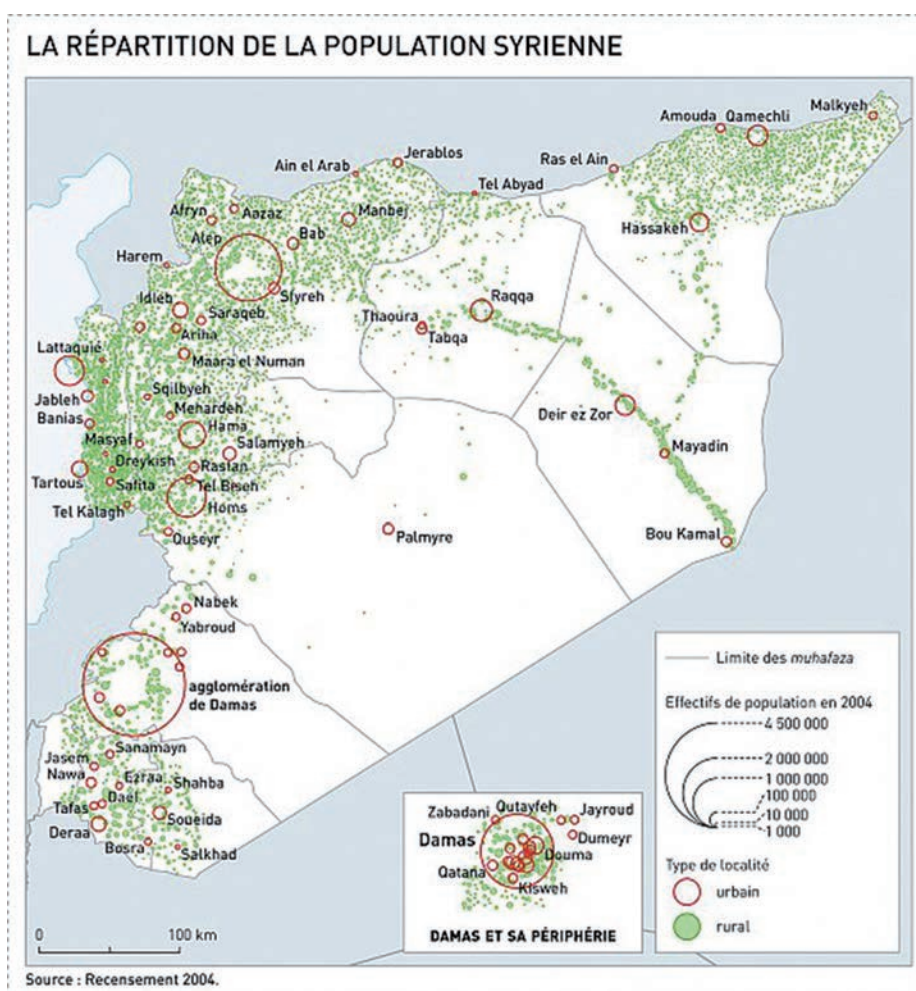 LA RÉPARTITION DE LA POPULATION SYRIENNE
Malkyeh
Amouda Qamechli
Jerablos
Ain el Arab
Ras el Ain
Tel Abyad
Afryn
Aazaz
Manbej
Hassakeh
Alep
Bab
Harem
Sfyreh
Idleb
Raqqa
Saraqeb
Thaoura
Ariha
Tabqa
Lattaquié
Maara el Numan
Jableh
Sqilbyeh
Deir ez Zor
Banias
Mehardeh
Hama
Masyaf
Salamyeh
Mayadin
Dreykish
Rastan
Tartous
Safita
Tel Biseh
Tel Kalagh
Homs
Quseyr
Palmyre
Bou Kamal
Nabek
Yabroud
agglomération
de Damas
Sanamayn
Jasem
Nawa
Ezraa
Shahba
Dael
Tafas
Soueida
Deraa
Bosra
Salkhad
Limite des muhafaza
Effectifs de population en 2004
4 500 000
2 000 000
1 000 000
100 000
10 000
1 000
Type de localité
urbain
rural
Zabadani
Qutayfeh
Jayroud
Damas
Dumeyr
Douma
Qatana
Kisweh
DAMAS ET SA PÉRIPHÉRIE
0
100 km
Source : Recensement 2004.